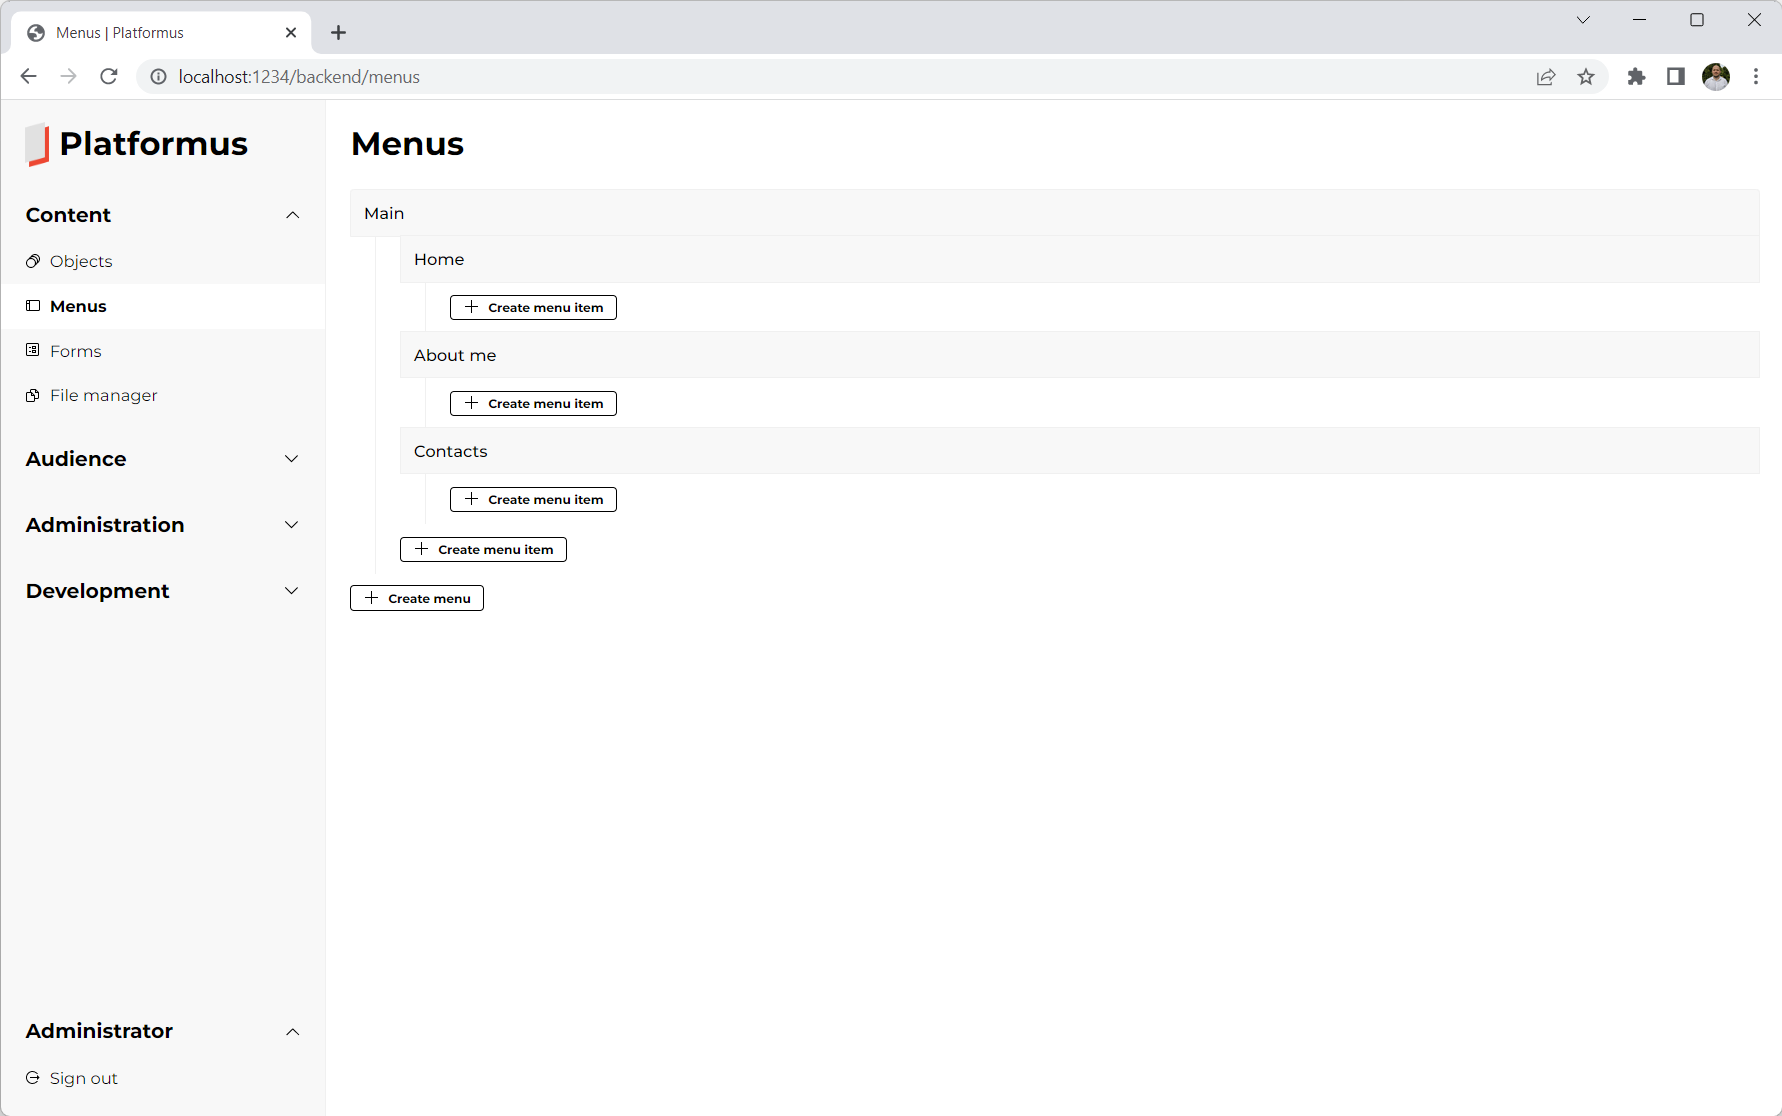 Menus | Platformus
localhost:1234/backend/menus
Platformus
Content
Objects
Menus
Forms
File manager
Audience
Administration
Development
Administrator
Sign out
Menus
Main
Home
Create menu item
About me
Create menu item
Contacts
Create menu item
Create menu item
Create menu